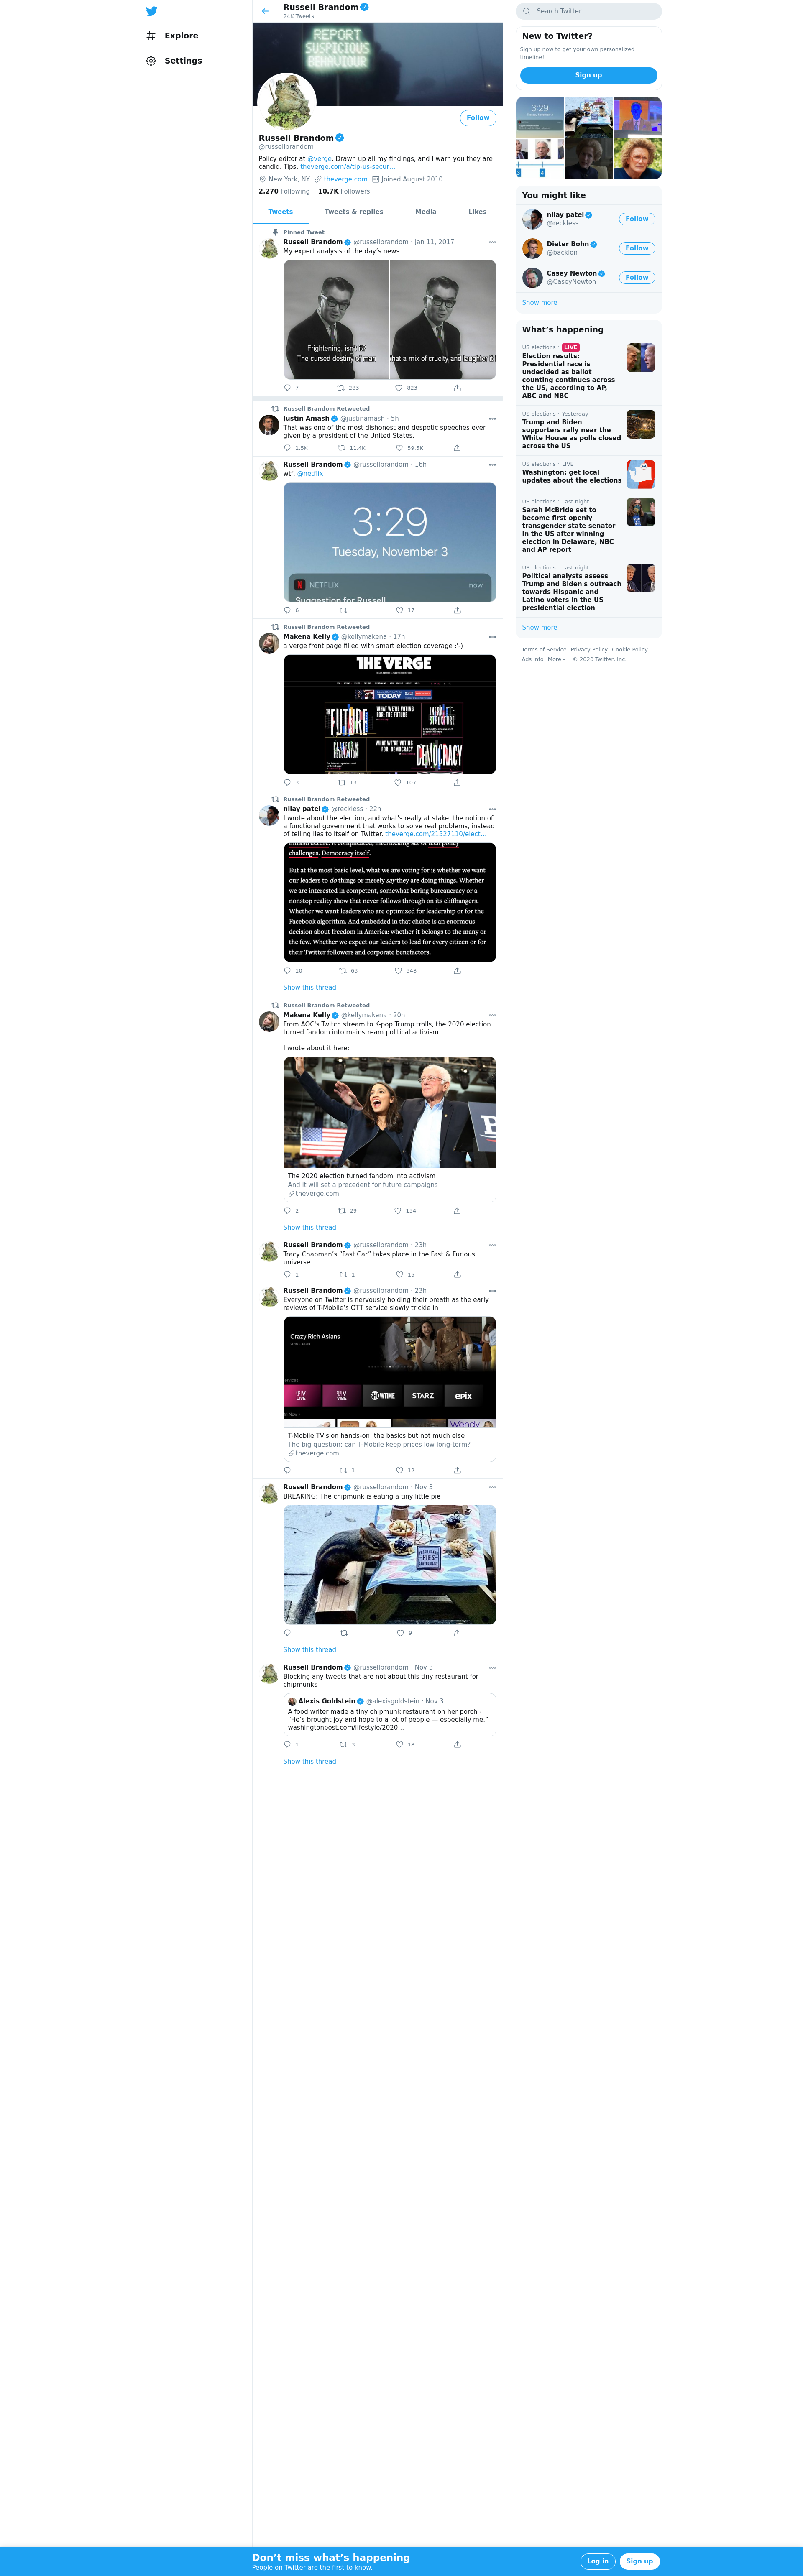 Explore
Settings
Russell Brandom
24K Tweets
REPORT
SUSPICIOUS
BEHAVIOUR
Follow
Russell Brandom
@russellbrandom
Policy editor at @verge. Drawn up all my findings, and I warn you they are
candid. Tips: theverge.com/a/tip-us-secur…
New York, NY theverge.com Joined August 2010
2,270 Following 10.7K Followers
Tweets Tweets & replies Media Likes
Pinned Tweet
Russell Brandom @russellbrandom · Jan 11, 2017
My expert analysis of the day's news
Frightening, isn't it?
The cursed destiny of man
hat a mix of cruelty and laughter it i
7 283 823
Russell Brandom Retweeted
Justin Amash @justinamash · 5h
That was one of the most dishonest and despotic speeches ever
given by a president of the United States.
1.5K 11.4K 59.5K
Russell Brandom @russellbrandom · 16h
wtf, @netflix
3:29
Tuesday, November 3
NETFLIX now
Suggestion for Russell
6 17
Russell Brandom Retweeted
Makena Kelly @kellymakena · 17h
a verge front page filled with smart election coverage :'-)
THE VERGE
TODAY
WHAT WE'RE VOTING
FOR: THE FUTURE
WHAT WE'RE VOTING
FOR: DEMOCRACY
3 13 107
Russell Brandom Retweeted
nilay patel @reckless · 22h
I wrote about the election, and what's really at stake: the notion of
a functional government that works to solve real problems, instead
of telling lies to itself on Twitter. theverge.com/21527110/elect…
infrastructure. A complicated, interlocking set of tech policy
challenges. Democracy itself.
But at the most basic level, what we are voting for is whether we want
our leaders to do things or merely say they are doing things. Whether
we are interested in competent, somewhat boring bureaucracy or a
nonstop reality show that never follows through on its cliffhangers.
Whether we want leaders who are optimized for leadership or for the
Facebook algorithm. And embedded in that choice is an enormous
decision about freedom in America: whether it belongs to the many or
the few. Whether we expect our leaders to lead for every citizen or for
their Twitter followers and corporate benefactors.
10 63 348
Show this thread
Russell Brandom Retweeted
Makena Kelly @kellymakena · 20h
From AOC's Twitch stream to K-pop Trump trolls, the 2020 election
turned fandom into mainstream political activism.
I wrote about it here:
The 2020 election turned fandom into activism
And it will set a precedent for future campaigns
theverge.com
2 29 134
Show this thread
Russell Brandom @russellbrandom · 23h
Tracy Chapman's “Fast Car” takes place in the Fast & Furious
universe
1 1 15
Russell Brandom @russellbrandom · 23h
Everyone on Twitter is nervously holding their breath as the early
reviews of T-Mobile's OTT service slowly trickle in
Crazy Rich Asians
LIVE VIBE SHOWTIME STARZ epix
Wendy
T-Mobile TVision hands-on: the basics but not much else
The big question: can T-Mobile keep prices low long-term?
theverge.com
1 12
Russell Brandom @russellbrandom · Nov 3
BREAKING: The chipmunk is eating a tiny little pie
PIES
9
Show this thread
Russell Brandom @russellbrandom · Nov 3
Blocking any tweets that are not about this tiny restaurant for
chipmunks
Alexis Goldstein @alexisgoldstein · Nov 3
A food writer made a tiny chipmunk restaurant on her porch -
“He's brought joy and hope to a lot of people — especially me.”
washingtonpost.com/lifestyle/2020…
1 3 18
Show this thread
Search Twitter
New to Twitter?
Sign up now to get your own personalized
timeline!
Sign up
3:29
3 4
You might like
nilay patel
@reckless
Follow
Dieter Bohn
@backlon
Follow
Casey Newton
@CaseyNewton
Follow
Show more
What's happening
US elections · LIVE
Election results:
Presidential race is
undecided as ballot
counting continues across
the US, according to AP,
ABC and NBC
US elections · Yesterday
Trump and Biden
supporters rally near the
White House as polls closed
across the US
US elections · LIVE
Washington: get local
updates about the elections
US elections · Last night
Sarah McBride set to
become first openly
transgender state senator
in the US after winning
election in Delaware, NBC
and AP report
US elections · Last night
Political analysts assess
Trump and Biden's outreach
towards Hispanic and
Latino voters in the US
presidential election
Show more
Terms of Service Privacy Policy Cookie Policy
Ads info More © 2020 Twitter, Inc.
Don't miss what's happening
People on Twitter are the first to know.
Log in
Sign up